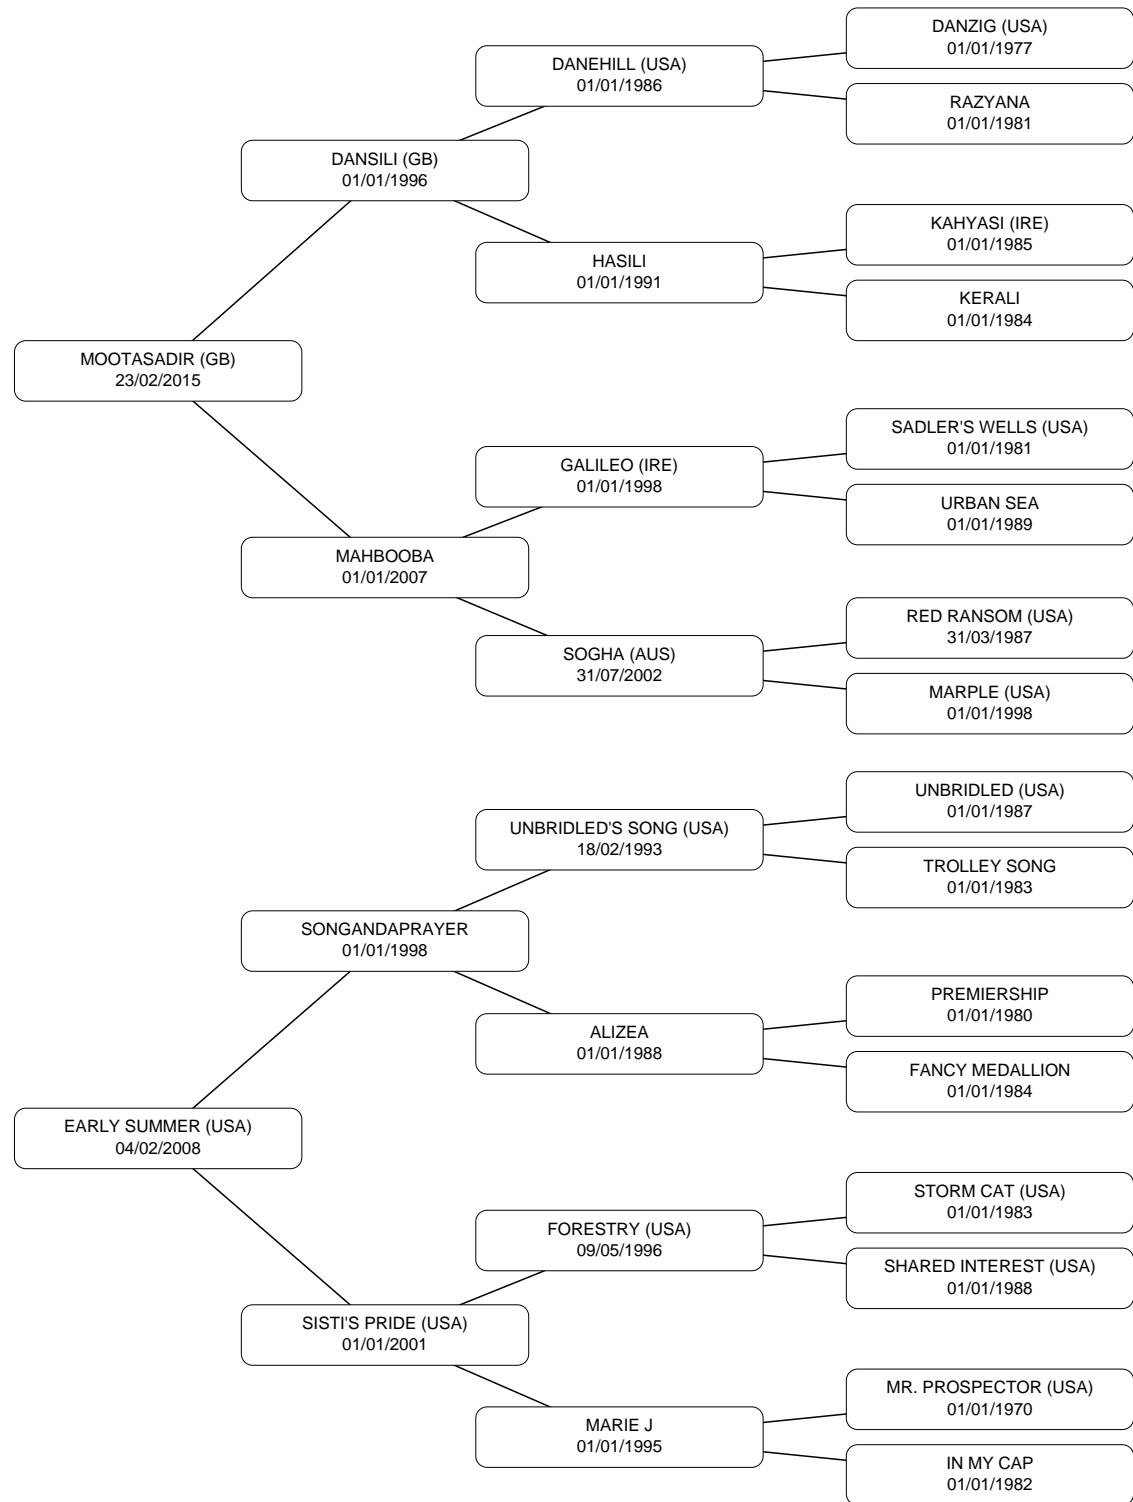 DANZIG (USA)
01/01/1977
DANEHILL (USA)
01/01/1986
RAZYANA
01/01/1981
DANSILI (GB)
01/01/1996
KAHYASI (IRE)
01/01/1985
HASILI
01/01/1991
KERALI
01/01/1984
MOOTASADIR (GB)
23/02/2015
SADLER'S WELLS (USA)
01/01/1981
GALILEO (IRE)
01/01/1998
URBAN SEA
01/01/1989
MAHBOOBA
01/01/2007
RED RANSOM (USA)
31/03/1987
SOGHA (AUS)
31/07/2002
MARPLE (USA)
01/01/1998
UNBRIDLED (USA)
01/01/1987
UNBRIDLED'S SONG (USA)
18/02/1993
TROLLEY SONG
01/01/1983
SONGANDAPRAYER
01/01/1998
PREMIERSHIP
01/01/1980
ALIZEA
01/01/1988
FANCY MEDALLION
01/01/1984
EARLY SUMMER (USA)
04/02/2008
STORM CAT (USA)
01/01/1983
FORESTRY (USA)
09/05/1996
SHARED INTEREST (USA)
01/01/1988
SISTI'S PRIDE (USA)
01/01/2001
MR. PROSPECTOR (USA)
01/01/1970
MARIE J
01/01/1995
IN MY CAP
01/01/1982